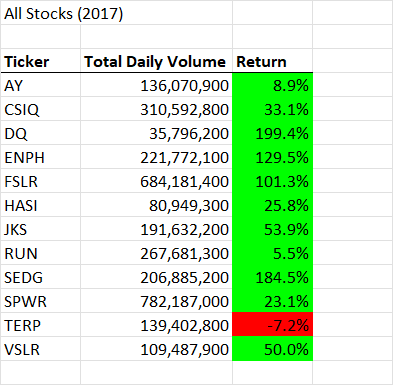 All Stocks (2017)
Ticker Total Daily Volume Return
AY 136,070,900 8.9%
CSIQ 310,592,800 33.1%
DQ 35,796,200 199.4%
ENPH 221,772,100 129.5%
FSLR 684,181,400 101.3%
HASI 80,949,300 25.8%
JKS 191,632,200 53.9%
RUN 267,681,300 5.5%
SEDG 206,885,200 184.5%
SPWR 782,187,000 23.1%
TERP 139,402,800 -7.2%
VSLR 109,487,900 50.0%